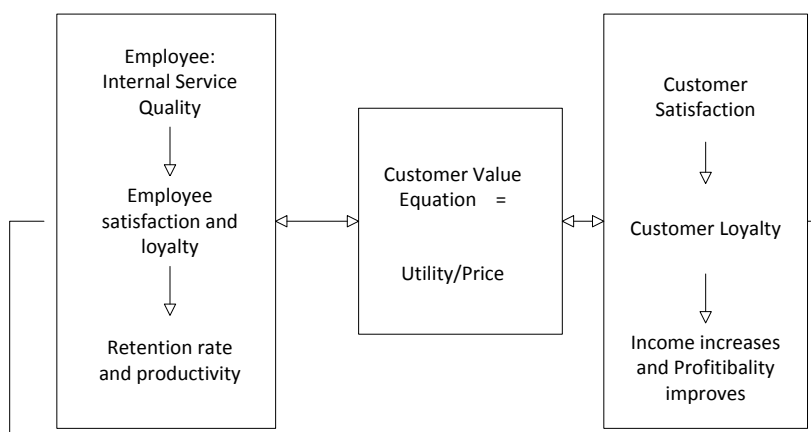 Employee:
Internal Service
Quality
Employee
satisfaction and
loyalty
Retention rate
and productivity
Customer Value
Equation =
Utility/Price
Customer
Satisfaction
Customer Loyalty
Income increases
and Profitibality
improves